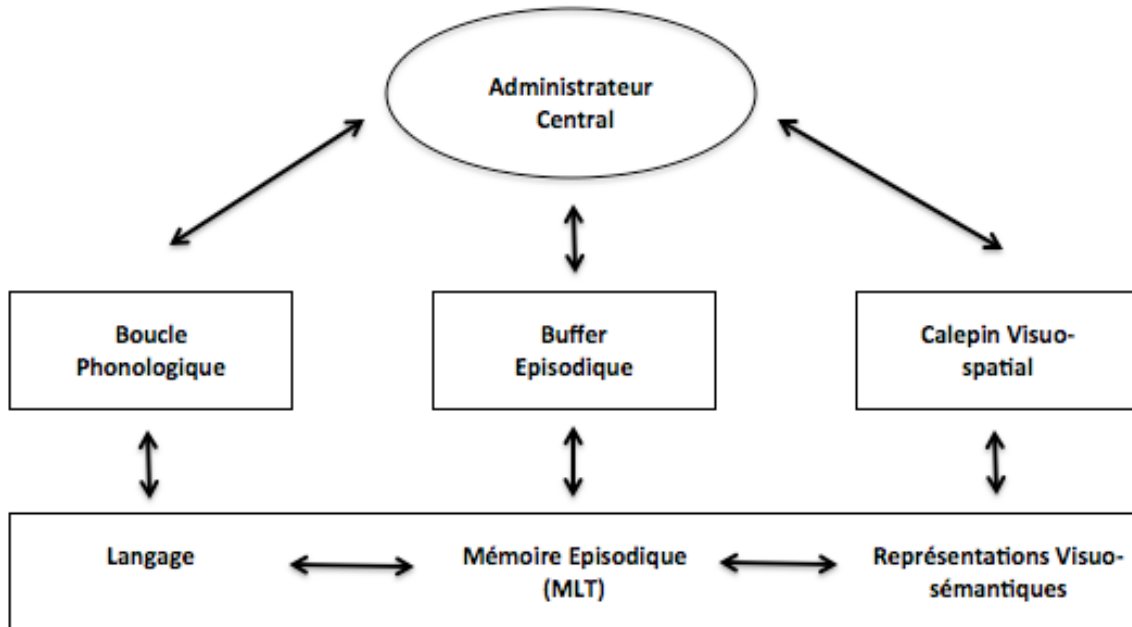 Administrateur
Central
Boucle
Phonologique
Buffer
Episodique
Calepin Visuo-
spatial
Langage
Mémoire Episodique
(MLT)
Représentations Visuo-
sémantiques